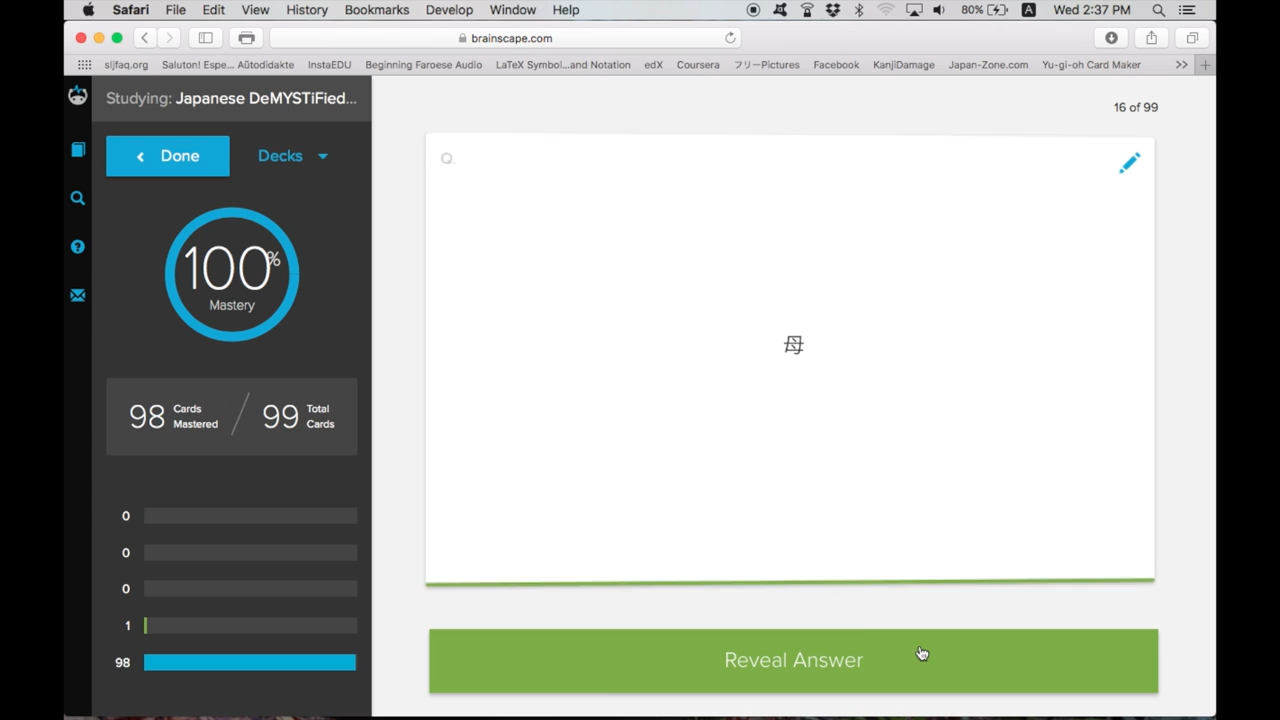 Safari File Edit View History Bookmarks Develop Window Help 80% A Wed 2:37 PM
brainscape.com
sljfaq.org Saluton! Espe... Aŭtodidakte InstaEDU Beginning Faroese Audio LaTeX Symbol...and Notation edX Coursera フリーPictures Facebook KanjiDamage Japan-Zone.com Yu-gi-oh Card Maker >> +
Studying: Japanese DeMYSTiFied...
16 of 99
Done Decks
Q
100%
Mastery
母
98 Cards Mastered / 99 Total Cards
0
0
0
1
98
Reveal Answer